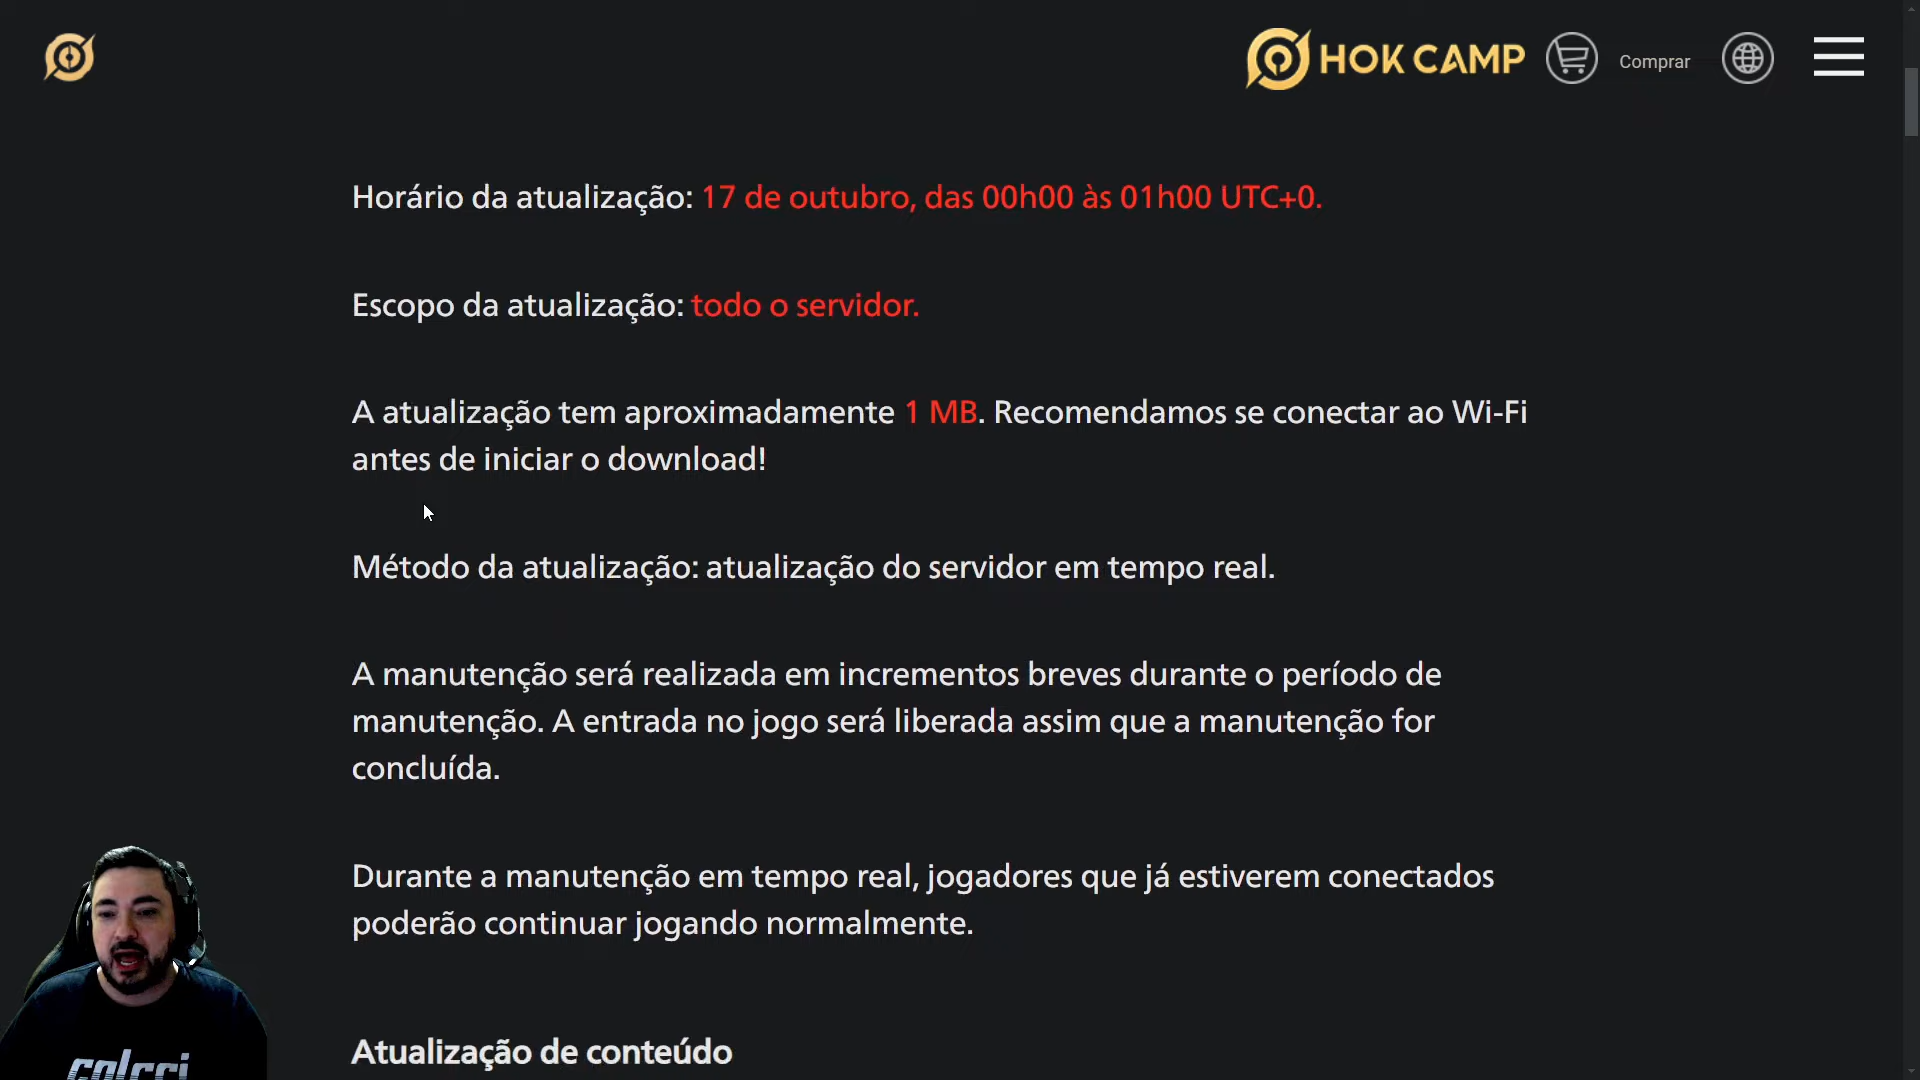 HOK CAMP
Comprar
Horário da atualização: 17 de outubro, das 00h00 às 01h00 UTC+0.
Escopo da atualização: todo o servidor.
A atualização tem aproximadamente 1 MB. Recomendamos se conectar ao Wi-Fi
antes de iniciar o download!
Método da atualização: atualização do servidor em tempo real.
A manutenção será realizada em incrementos breves durante o período de
manutenção. A entrada no jogo será liberada assim que a manutenção for
concluída.
Durante a manutenção em tempo real, jogadores que já estiverem conectados
poderão continuar jogando normalmente.
Atualização de conteúdo
colcci